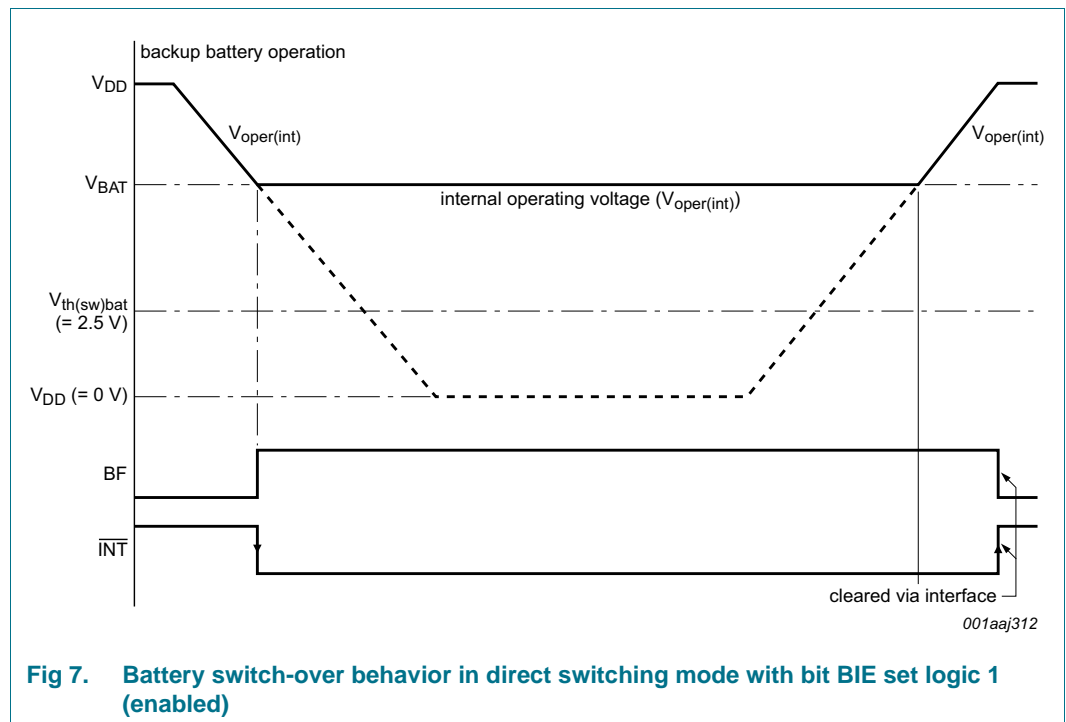 backup battery operation
VDD
Voper(int)
Voper(int)
VBAT
internal operating voltage (Voper(int))
Vth(sw)bat
(= 2.5 V)
VDD (= 0 V)
BF
INT
cleared via interface
001aaj312
Fig 7. Battery switch-over behavior in direct switching mode with bit BIE set logic 1
(enabled)